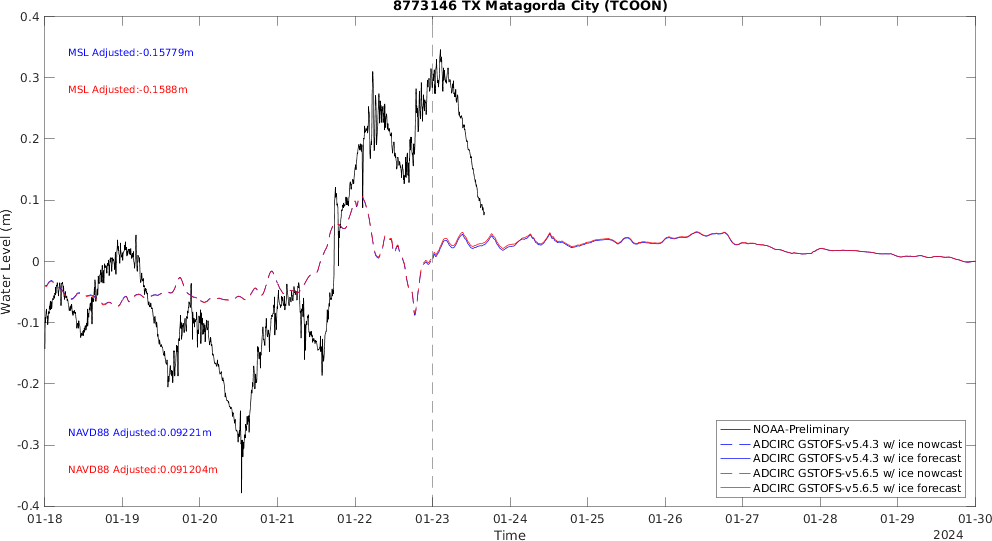 8773146 TX Matagorda City (TCOON)
0.4
0.3
0.2
0.1
0
-0.1
-0.2
-0.3
-0.4
Water Level (m)
MSL Adjusted:-0.15779m
MSL Adjusted:-0.1588m
NAVD88 Adjusted:0.09221m
NAVD88 Adjusted:0.091204m
NOAA-Preliminary
ADCIRC GSTOFS-v5.4.3 w/ ice nowcast
ADCIRC GSTOFS-v5.4.3 w/ ice forecast
ADCIRC GSTOFS-v5.6.5 w/ ice nowcast
ADCIRC GSTOFS-v5.6.5 w/ ice forecast
01-18 01-19 01-20 01-21 01-22 01-23 01-24 01-25 01-26 01-27 01-28 01-29 01-30
Time
2024